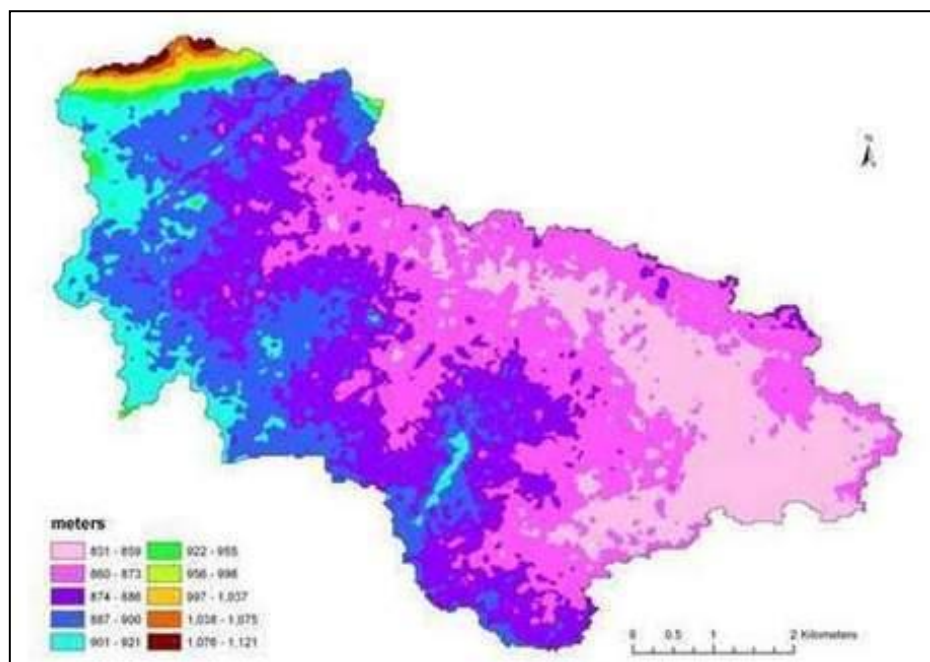 N
meters
831 - 859
860 - 873
874 - 886
887 - 900
901 - 921
922 - 955
956 - 996
997 - 1,037
1,038 - 1,075
1,076 - 1,121
0 0.5 1 2 Kilometers